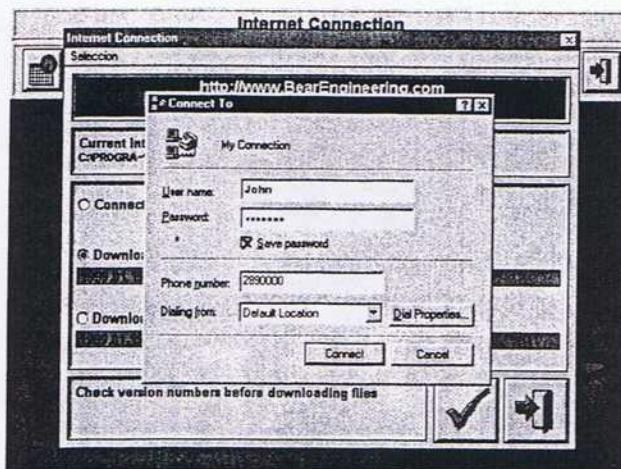 Internet Connection
Internet Connection
Seleccion
http://www.BearEngineering.com
Connect To
Current Int
C:\PROGRA~
My Connection
User name: John
Connect
Password: *******
Save password
Downloa
Phone number: 2890000
Dialing from: Default Location Dial Properties...
Downloa
Connect Cancel
Check version numbers before downloading files